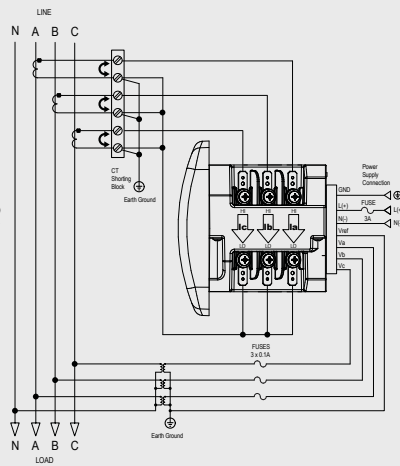 LINE
N A B C
CT
Shorting
Block
Earth Ground
Power
Supply
Connection
GND
L(+)
FUSE
L(+
N(-)
3A
N(-
Vref
Va
Vb
Vc
HI HI HI
Ic Ib Ia
LO LO LO
FUSES
3 x 0.1A
Earth Ground
N A B C
LOAD